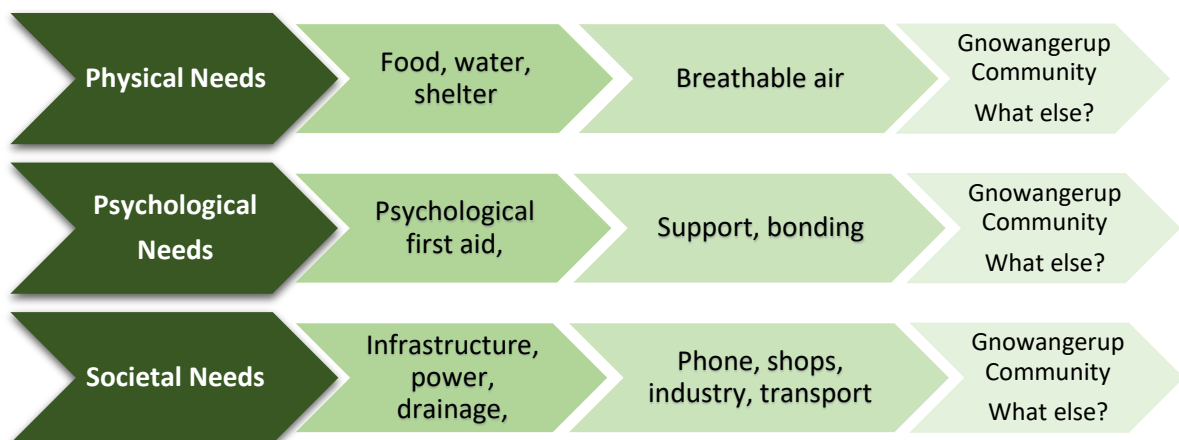 Physical Needs
Food, water,
shelter
Breathable air
Gnowangerup
Community
What else?
Psychological
Needs
Psychological
first aid,
Support, bonding
Gnowangerup
Community
What else?
Societal Needs
Infrastructure,
power,
drainage,
Phone, shops,
industry, transport
Gnowangerup
Community
What else?